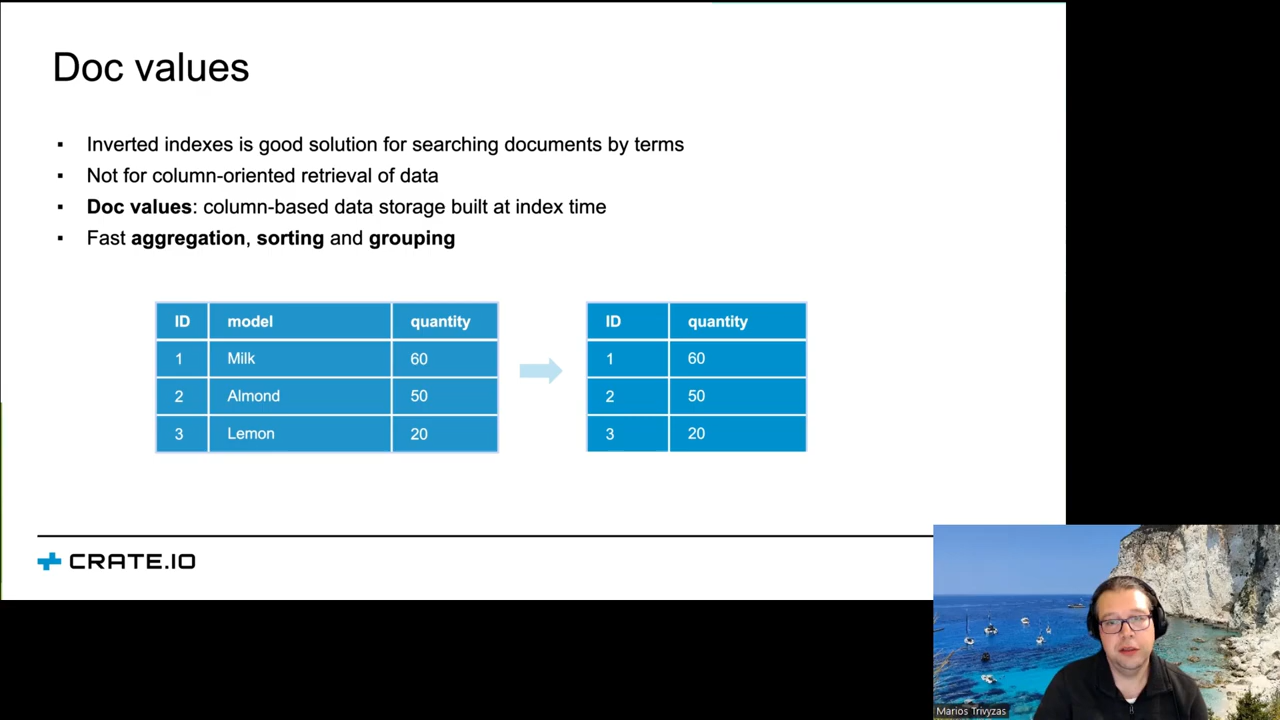 Doc values
▪ Inverted indexes is good solution for searching documents by terms
▪ Not for column-oriented retrieval of data
▪ Doc values: column-based data storage built at index time
▪ Fast aggregation, sorting and grouping
ID model quantity
1 Milk 60
2 Almond 50
3 Lemon 20
ID quantity
1 60
2 50
3 20
CRATE.IO
Marios Trivyzas